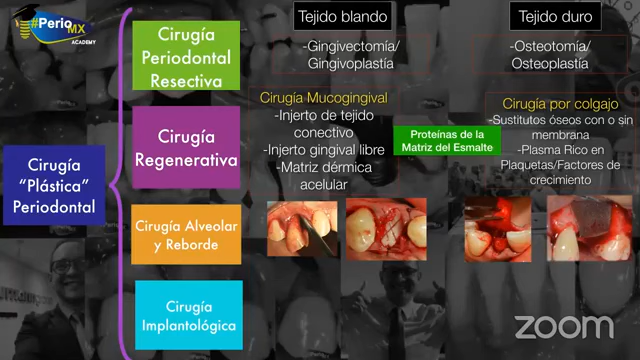 #Perio
MX
ACADEMY
Cirugía
"Plástica"
Periodontal
Cirugía
Periodontal
Resectiva
Cirugía
Regenerativa
Cirugía Alveolar
y Reborde
Cirugía
Implantológica
Tejido blando
-Gingivectomía/
Gingivoplastía
Cirugía Mucogingival
-Injerto de tejido
conectivo
-Injerto gingival libre
-Matriz dérmica
acelular
Proteínas de la
Matriz del Esmalte
Tejido duro
-Osteotomía/
Osteoplastía
Cirugía por colgajo
-Sustitutos óseos con o sin
membrana
-Plasma Rico en
Plaquetas/Factores de
crecimiento
zoom